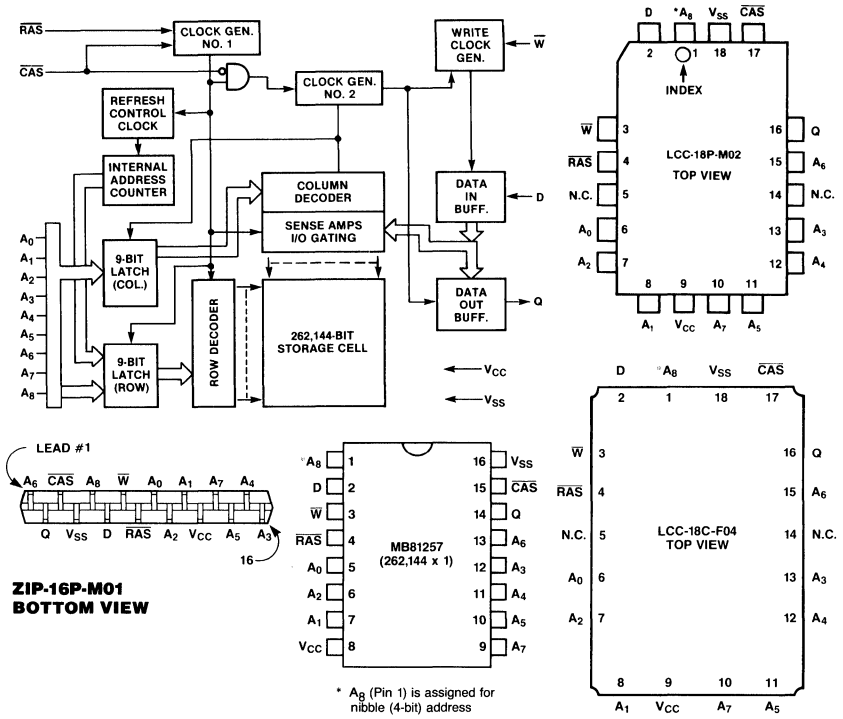 RAS
CAS
CLOCK GEN.
NO. 1
CLOCK GEN.
NO. 2
WRITE
CLOCK
GEN.
W
REFRESH
CONTROL
CLOCK
INTERNAL
ADDRESS
COUNTER
COLUMN
DECODER
SENSE AMPS
I/O GATING
DATA
IN
BUFF.
D
A0
A1
A2
A3
A4
A5
A6
A7
A8
9-BIT
LATCH
(COL.)
9-BIT
LATCH
(ROW)
ROW DECODER
262,144-BIT
STORAGE CELL
DATA
OUT
BUFF.
Q
VCC
VSS
D *A8 VSS CAS
2 1 18 17
INDEX
W 3 16 Q
LCC-18P-M02
RAS 4 15 A6
TOP VIEW
N.C. 5 14 N.C.
A0 6 13 A3
A2 7 12 A4
8 9 10 11
A1 VCC A7 A5
LEAD #1
A6 CAS A8 W A0 A1 A7 A4
Q VSS D RAS A2 VCC A5 A3
16
ZIP-16P-M01
BOTTOM VIEW
*A8 1 16 VSS
D 2 15 CAS
W 3 14 Q
RAS 4 13 A6
MB81257
(262,144 x 1)
A0 5 12 A3
A2 6 11 A4
A1 7 10 A5
VCC 8 9 A7
* A8 (Pin 1) is assigned for
nibble (4-bit) address
D *A8 VSS CAS
2 1 18 17
W 3 16 Q
RAS 4 15 A6
N.C. 5 14 N.C.
LCC-18C-F04
TOP VIEW
A0 6 13 A3
A2 7 12 A4
8 9 10 11
A1 VCC A7 A5